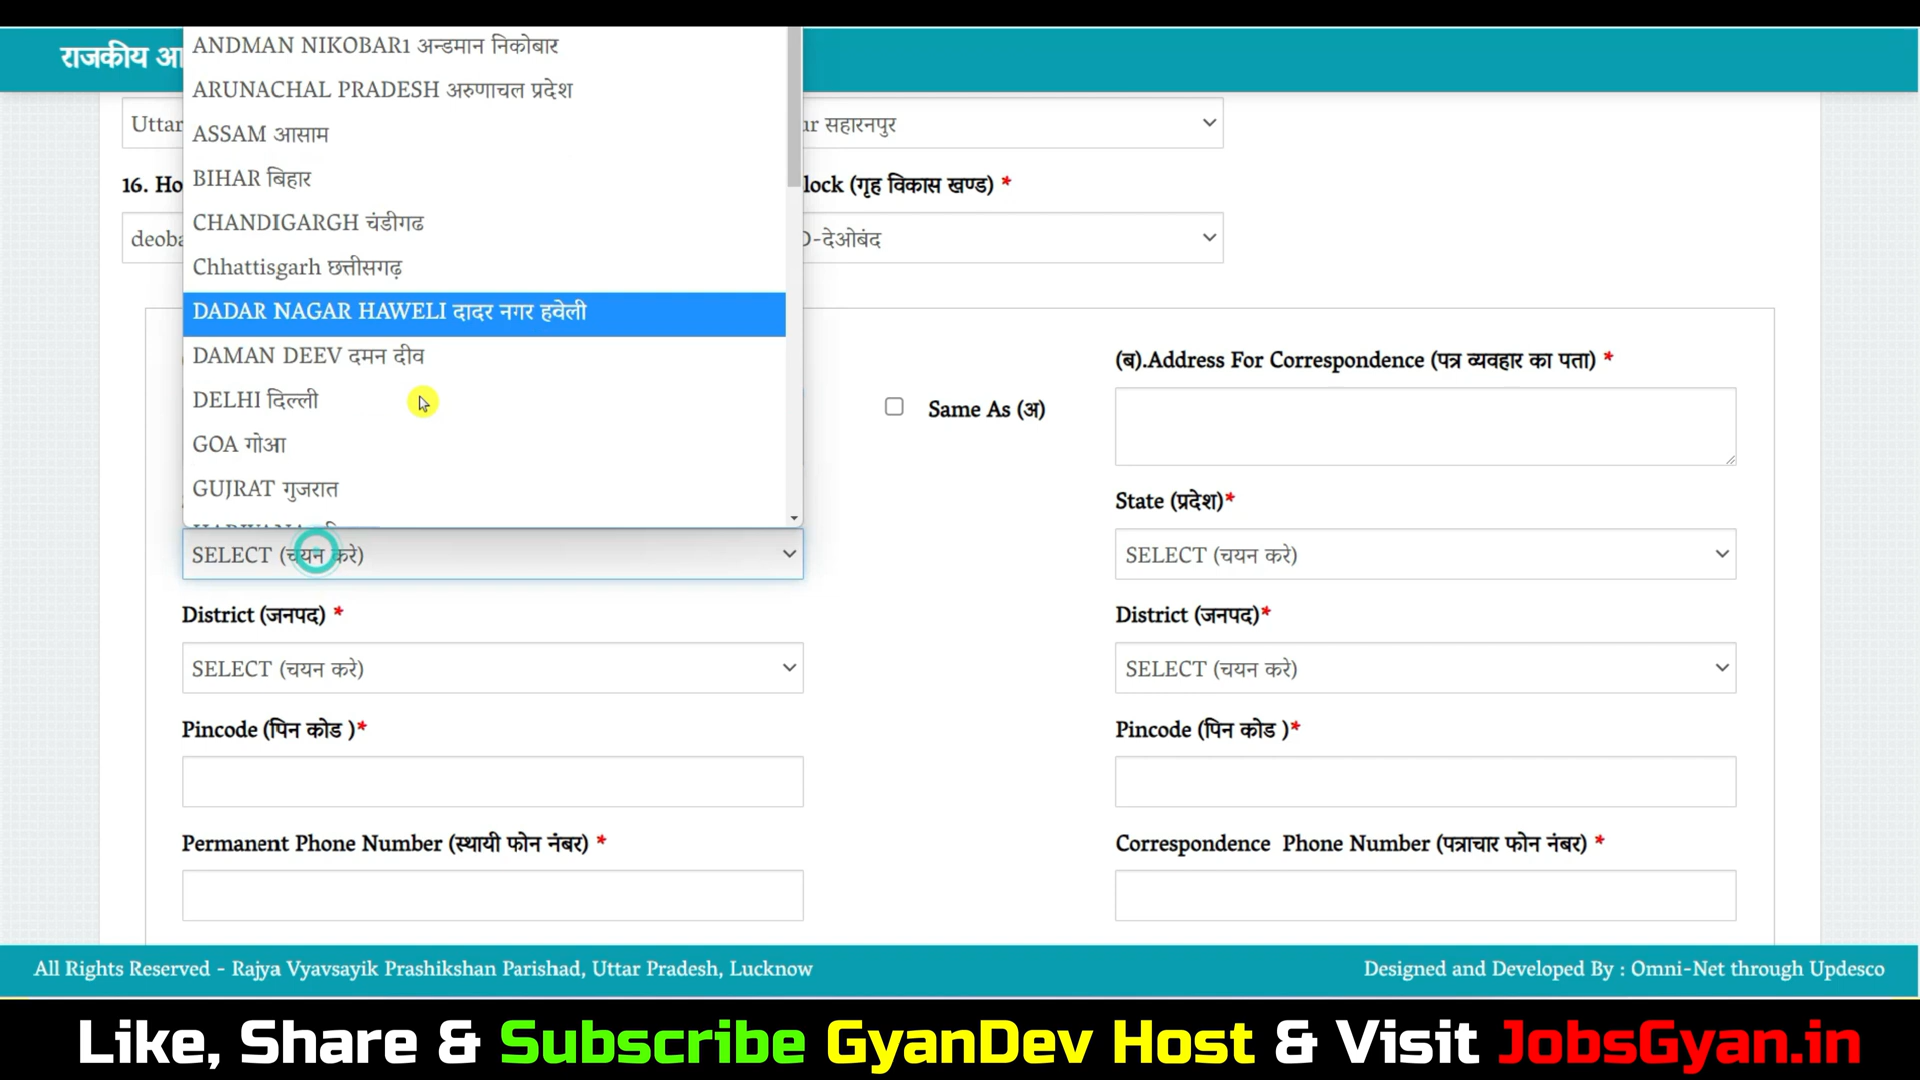 राजकीय
ANDMAN NIKOBAR1 अन्डमान निकोबार
ARUNACHAL PRADESH अरुणाचल प्रदेश
ASSAM आसाम
BIHAR बिहार
CHANDIGARGH चंडीगढ
Chhattisgarh छत्तीसगढ़
DADAR NAGAR HAWELI दादर नगर हवेली
DAMAN DEEV दमन दीव
DELHI दिल्ली
GOA गोआ
GUJRAT गुजरात
सहारनपुर
16.
(गृह विकास खण्ड) *
D-देओबंद
(ब).Address For Correspondence (पत्र व्यवहार का पता) *
Same As (अ)
State (प्रदेश)*
SELECT (चयन करे)
SELECT (चयन करे)
District (जनपद) *
District (जनपद)*
SELECT (चयन करे)
SELECT (चयन करे)
Pincode (पिन कोड )*
Pincode (पिन कोड )*
Permanent Phone Number (स्थायी फोन नंबर) *
Correspondence Phone Number (पत्राचार फोन नंबर) *
All Rights Reserved - Rajya Vyavsayik Prashikshan Parishad, Uttar Pradesh, Lucknow
Designed and Developed By : Omni-Net through Updesco
Like, Share & Subscribe GyanDev Host & Visit JobsGyan.in